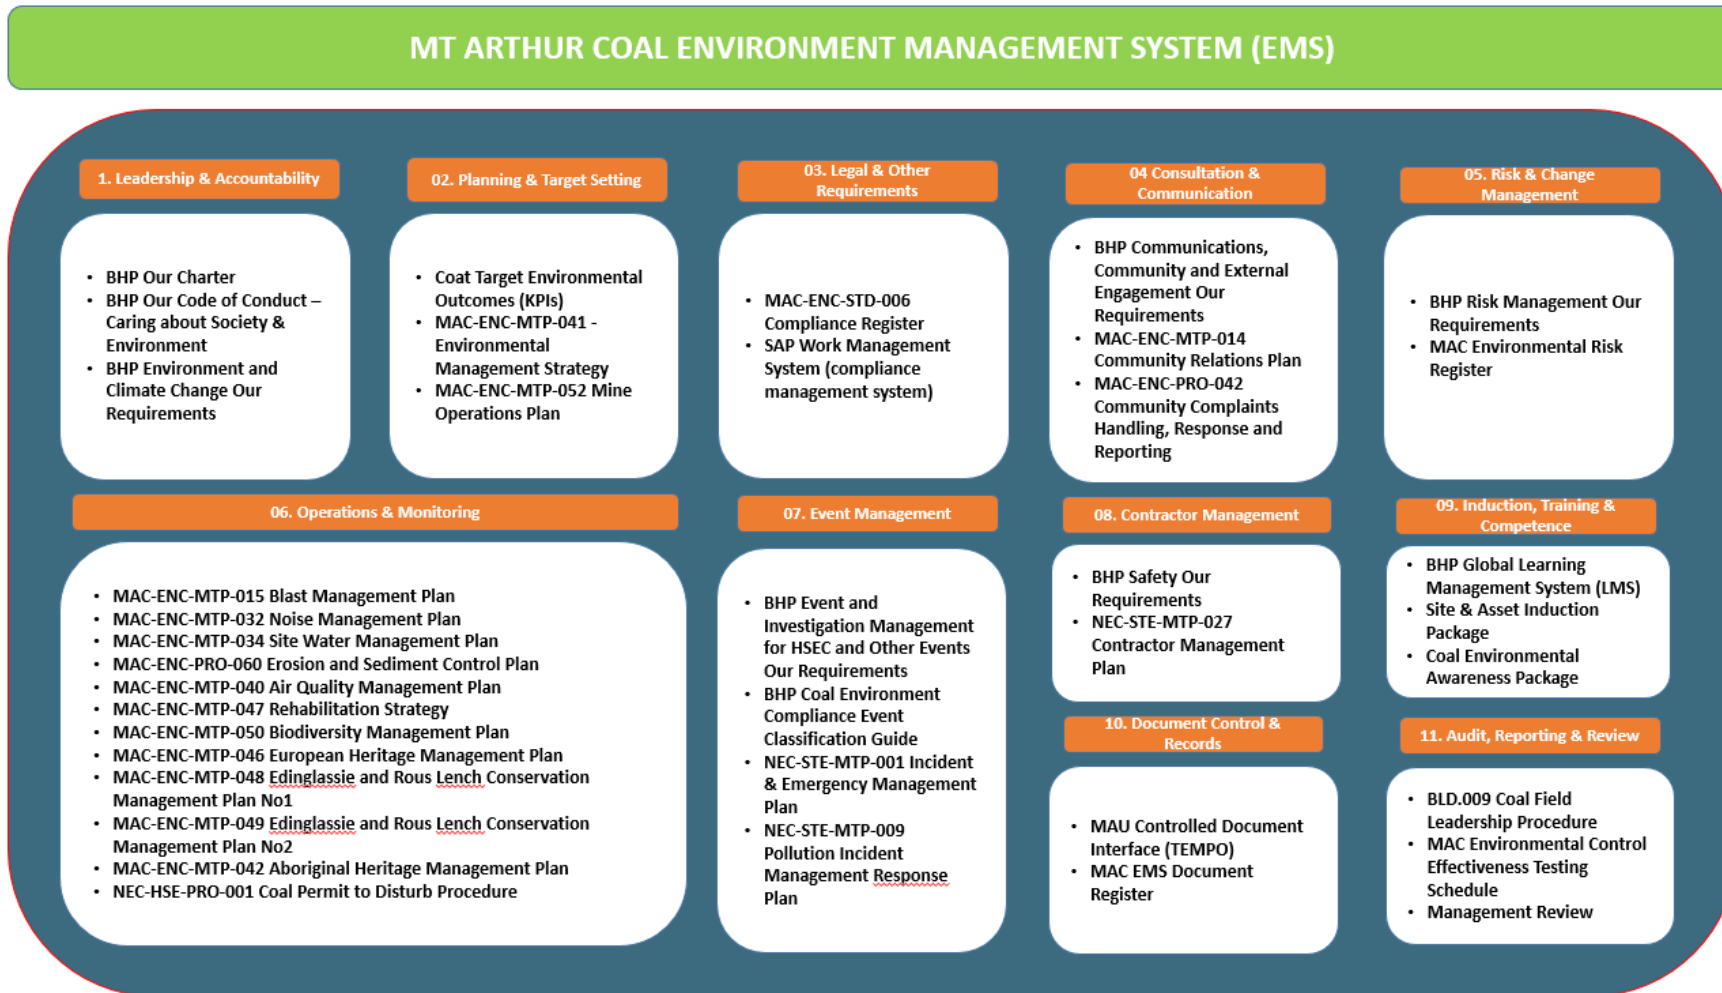 MT ARTHUR COAL ENVIRONMENT MANAGEMENT SYSTEM (EMS)
1. Leadership & Accountability
• BHP Our Charter
• BHP Our Code of Conduct –
Caring about Society &
Environment
• BHP Environment and
Climate Change Our
Requirements
02. Planning & Target Setting
• Coat Target Environmental
Outcomes (KPIs)
• MAC-ENC-MTP-041 -
Environmental
Management Strategy
• MAC-ENC-MTP-052 Mine
Operations Plan
03. Legal & Other
Requirements
• MAC-ENC-STD-006
Compliance Register
• SAP Work Management
System (compliance
management system)
04 Consultation &
Communication
• BHP Communications,
Community and External
Engagement Our
Requirements
• MAC-ENC-MTP-014
Community Relations Plan
• MAC-ENC-PRO-042
Community Complaints
Handling, Response and
Reporting
05. Risk & Change
Management
• BHP Risk Management Our
Requirements
• MAC Environmental Risk
Register
06. Operations & Monitoring
• MAC-ENC-MTP-015 Blast Management Plan
• MAC-ENC-MTP-032 Noise Management Plan
• MAC-ENC-MTP-034 Site Water Management Plan
• MAC-ENC-PRO-060 Erosion and Sediment Control Plan
• MAC-ENC-MTP-040 Air Quality Management Plan
• MAC-ENC-MTP-047 Rehabilitation Strategy
• MAC-ENC-MTP-050 Biodiversity Management Plan
• MAC-ENC-MTP-046 European Heritage Management Plan
• MAC-ENC-MTP-048 Edinglassie and Rous Lench Conservation
Management Plan No1
• MAC-ENC-MTP-049 Edinglassie and Rous Lench Conservation
Management Plan No2
• MAC-ENC-MTP-042 Aboriginal Heritage Management Plan
• NEC-HSE-PRO-001 Coal Permit to Disturb Procedure
07. Event Management
• BHP Event and
Investigation Management
for HSEC and Other Events
Our Requirements
• BHP Coal Environment
Compliance Event
Classification Guide
• NEC-STE-MTP-001 Incident
& Emergency Management
Plan
• NEC-STE-MTP-009
Pollution Incident
Management Response
Plan
08. Contractor Management
• BHP Safety Our
Requirements
• NEC-STE-MTP-027
Contractor Management
Plan
09. Induction, Training &
Competence
• BHP Global Learning
Management System (LMS)
• Site & Asset Induction
Package
• Coal Environmental
Awareness Package
10. Document Control &
Records
• MAU Controlled Document
Interface (TEMPO)
• MAC EMS Document
Register
11. Audit, Reporting & Review
• BLD.009 Coal Field
Leadership Procedure
• MAC Environmental Control
Effectiveness Testing
Schedule
• Management Review